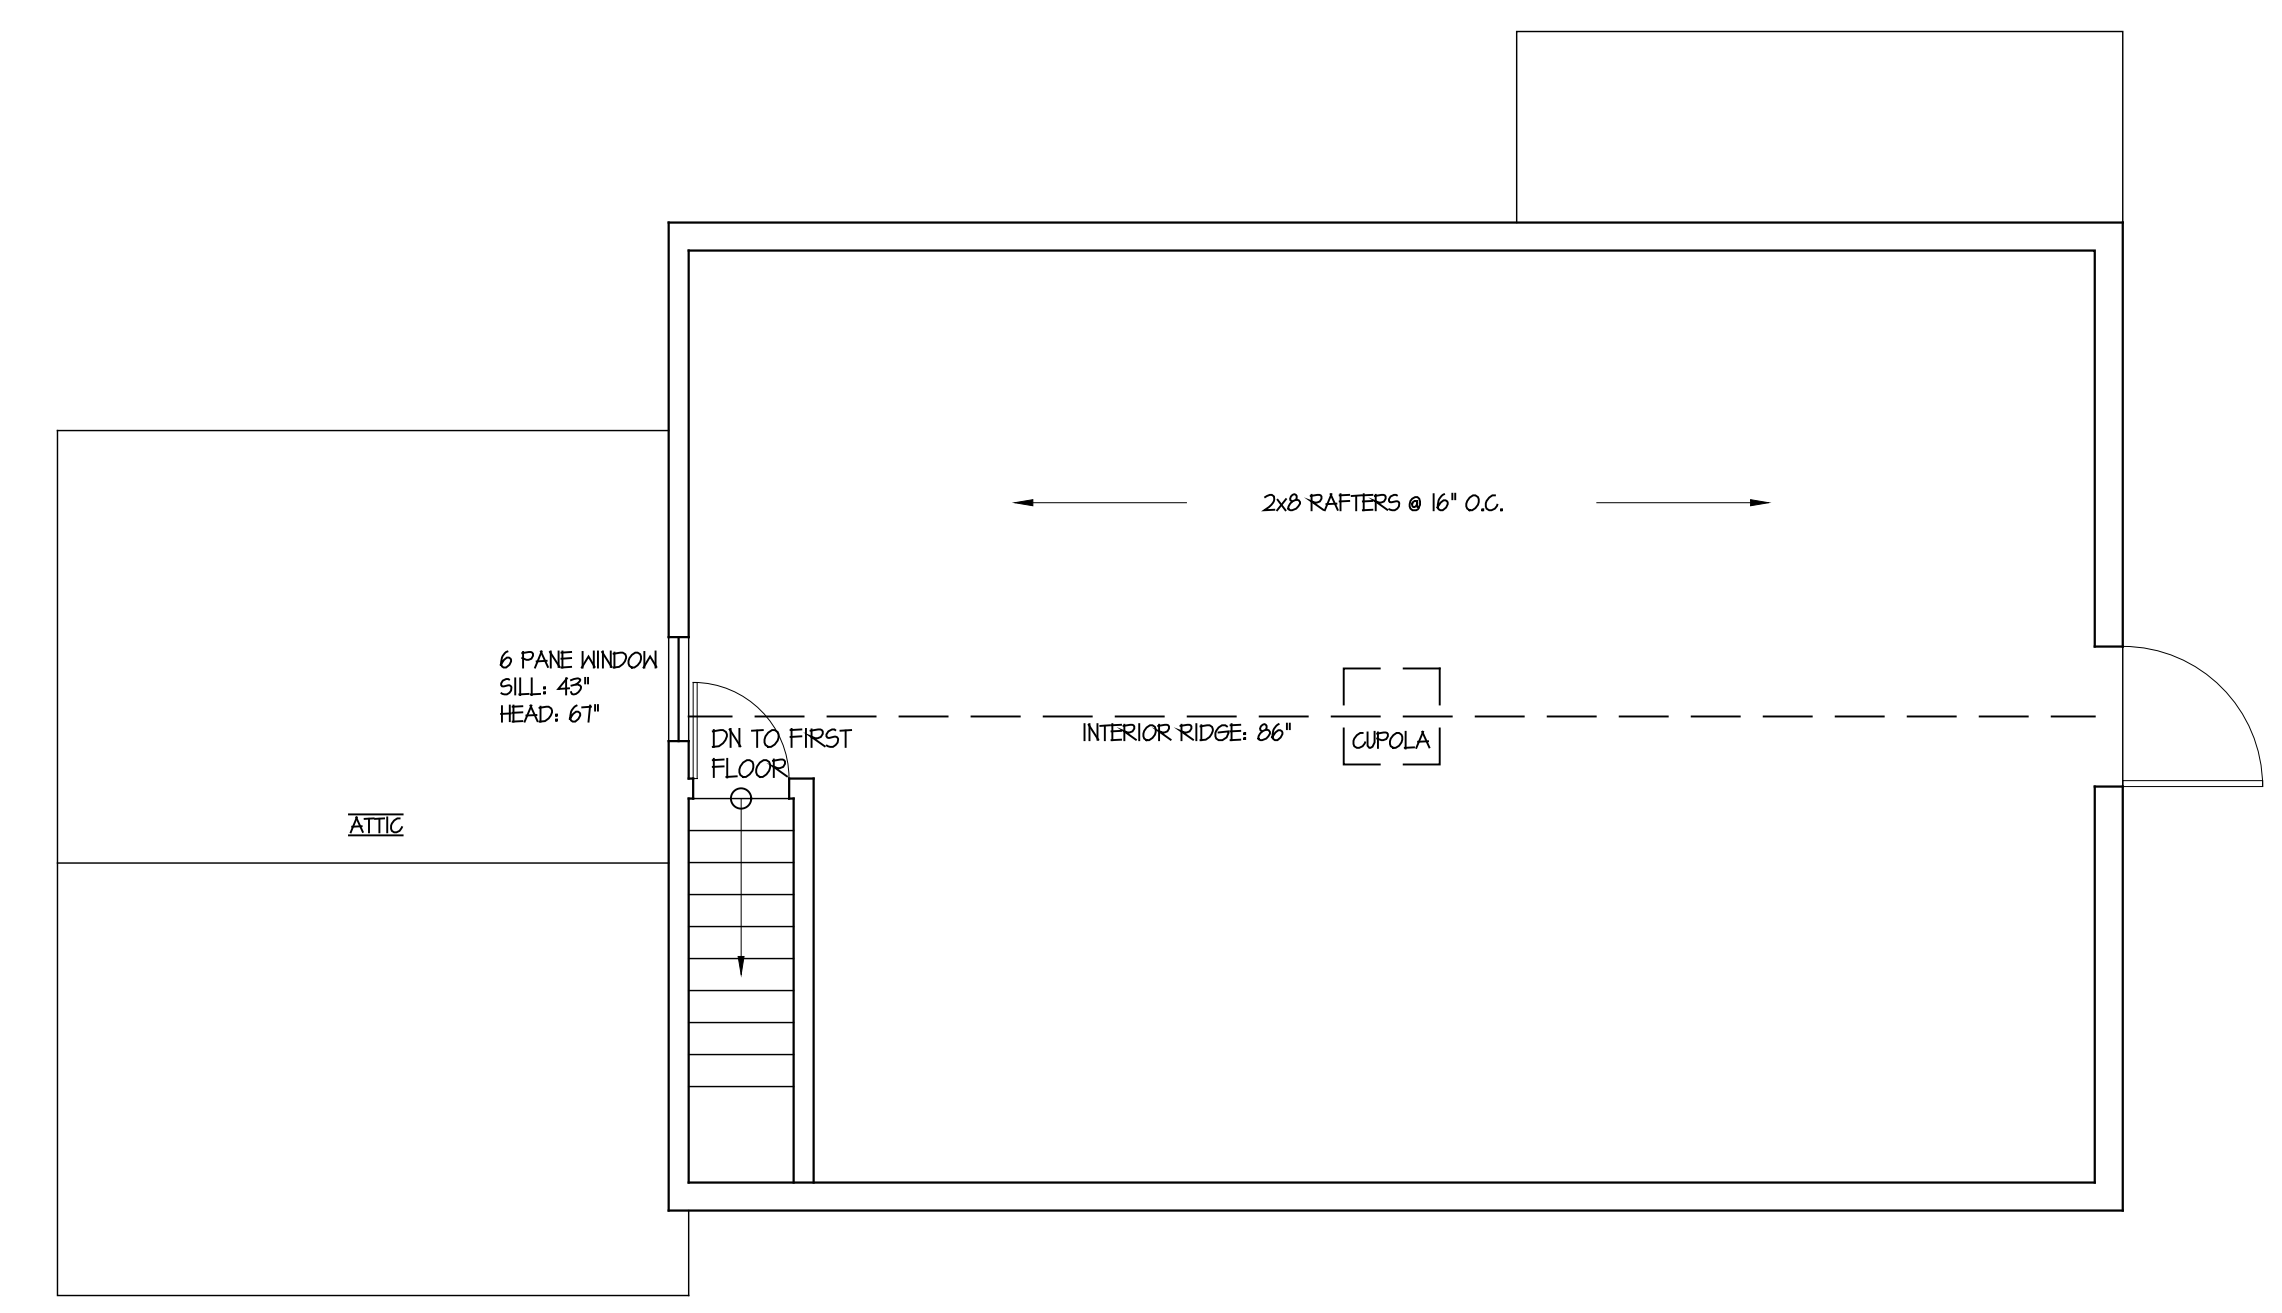 2x8 RAFTERS @ 16" O.C.
6 PANE WINDOW
SILL: 43"
HEAD: 67"
DN TO FIRST
FLOOR
INTERIOR RIDGE: 86"
CUPOLA
ATTIC